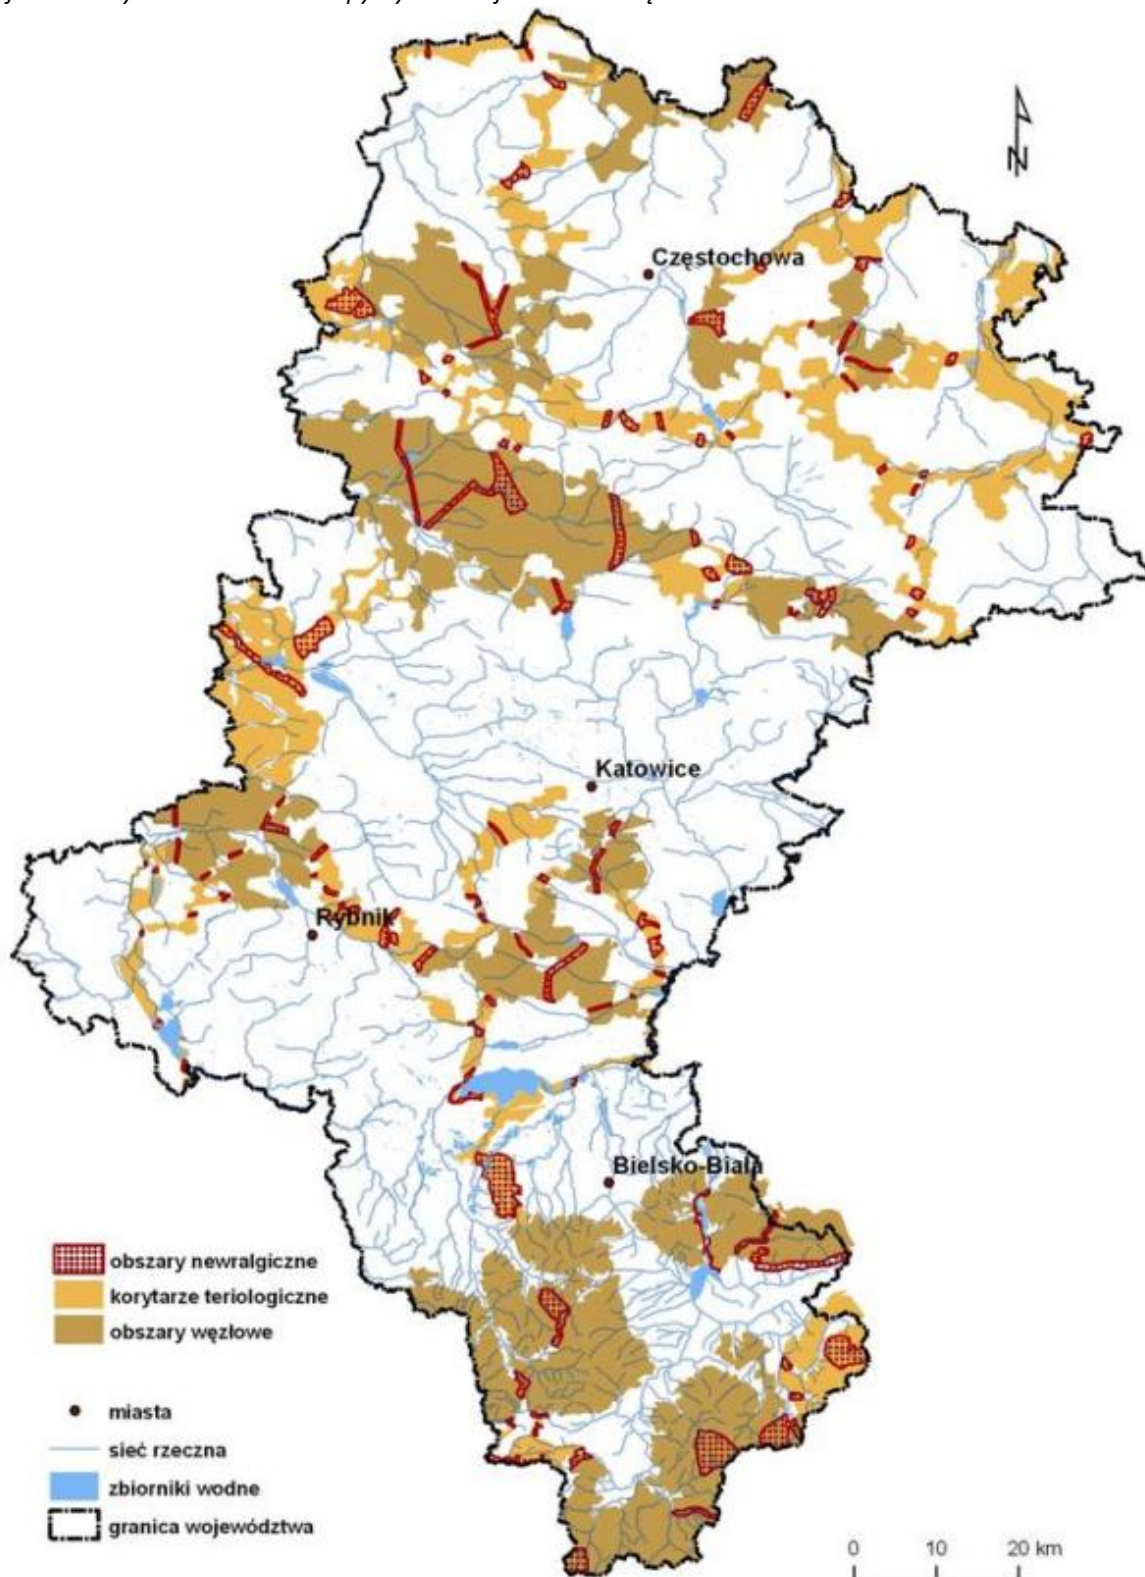 N
Częstochowa
Katowice
Rybnik
Bielsko-Biała
obszary newralgiczne
korytarze teriologiczne
obszary węzłowe
miasta
sieć rzeczna
zbiorniki wodne
granica województwa
0 10 20 km